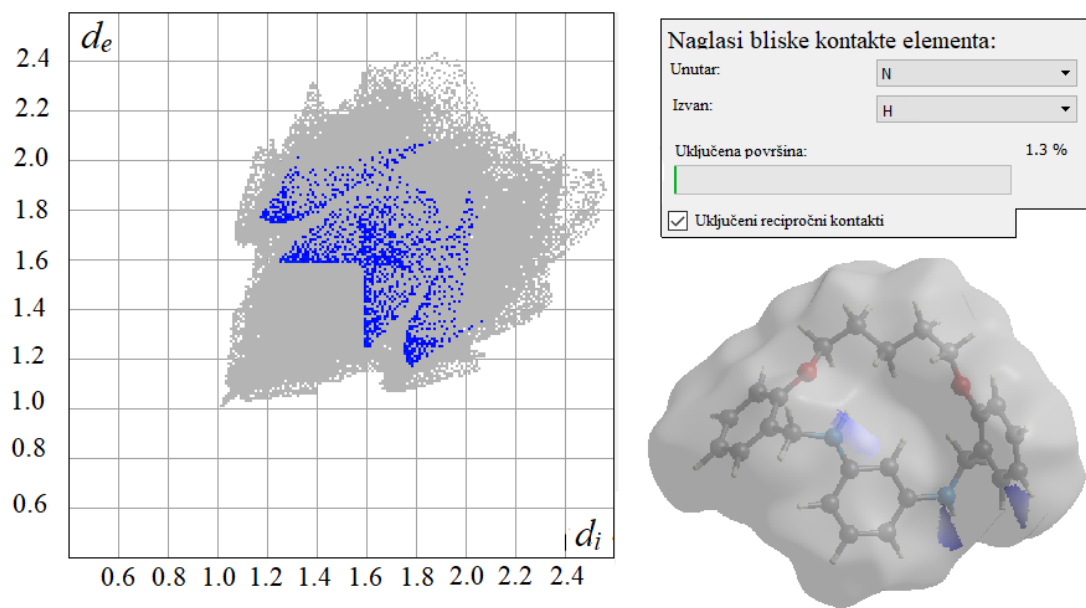 d_e
2.4
2.2
2.0
1.8
1.6
1.4
1.2
1.0
0.8
0.6
d_i
0.6 0.8 1.0 1.2 1.4 1.6 1.8 2.0 2.2 2.4
Naglasi bliske kontakte elementa:
Unutar: N
Izvan: H
Uključena površina: 1.3 %
Uključeni recipročni kontakti